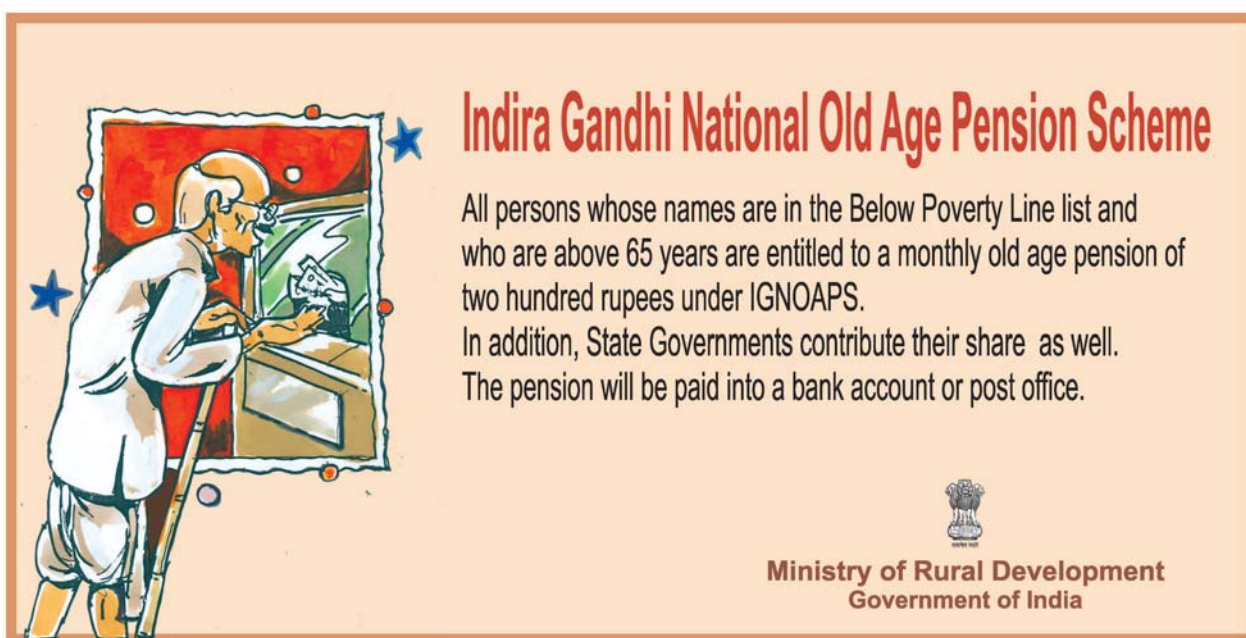 Indira Gandhi National Old Age Pension Scheme
All persons whose names are in the Below Poverty Line list and
who are above 65 years are entitled to a monthly old age pension of
two hundred rupees under IGNOAPS.
In addition, State Governments contribute their share as well.
The pension will be paid into a bank account or post office.
Ministry of Rural Development
Government of India